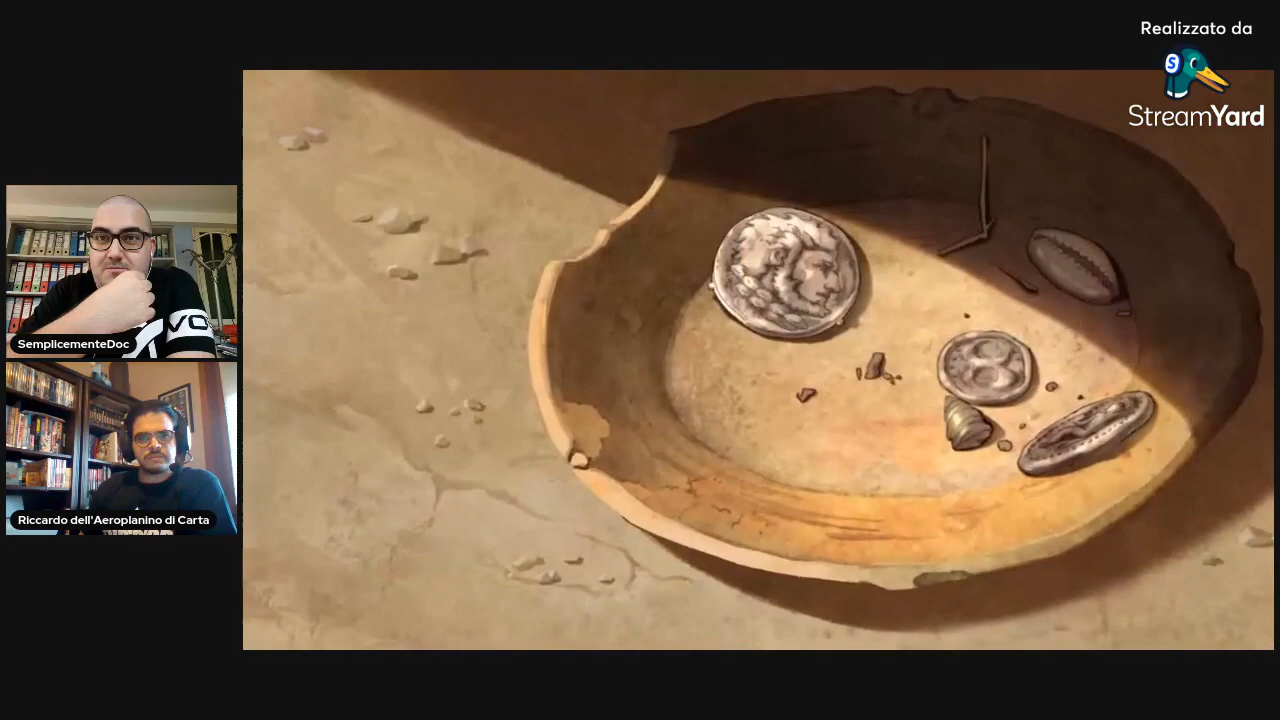 Realizzato da
StreamYard
SemplicementeDoc
Riccardo dell'Aeroplanino di Carta